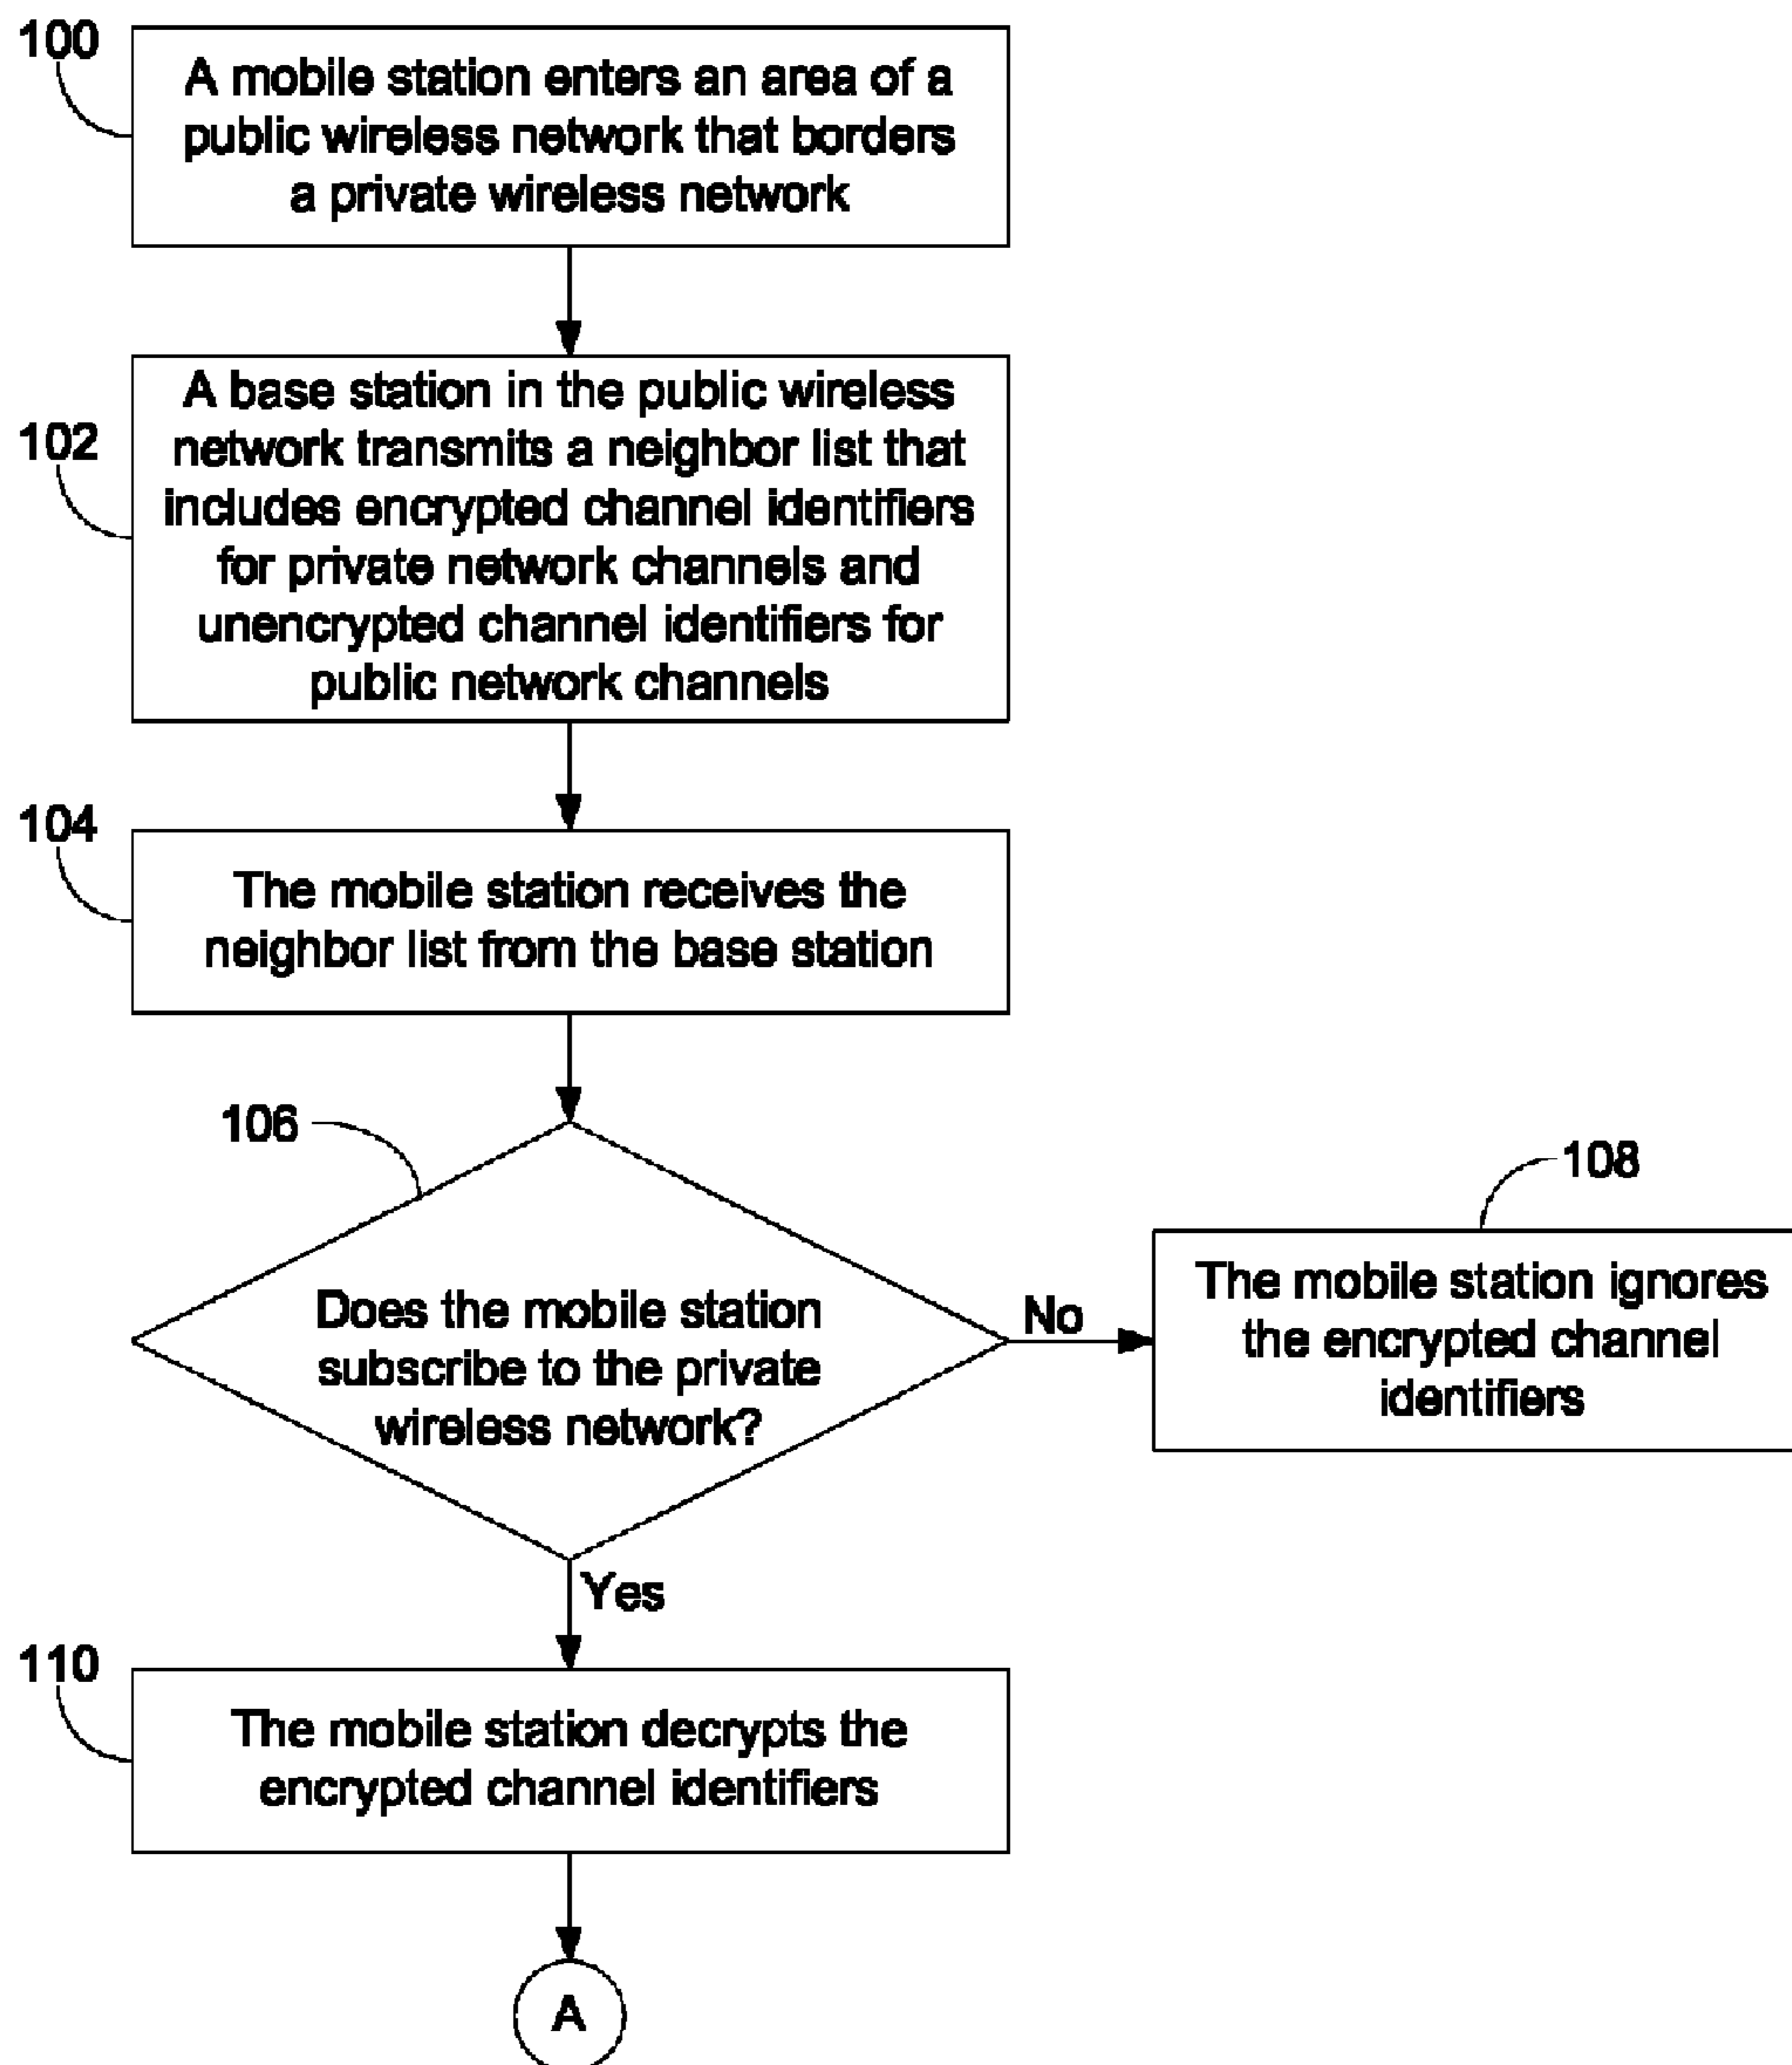 100
A mobile station enters an area of a
public wireless network that borders
a private wireless network
102
A base station in the public wireless
network transmits a neighbor list that
includes encrypted channel identifiers
for private network channels and
unencrypted channel identifiers for
public network channels
104
The mobile station receives the
neighbor list from the base station
106
Does the mobile station
subscribe to the private
wireless network?
No
108
The mobile station ignores
the encrypted channel
identifiers
Yes
110
The mobile station decrypts the
encrypted channel identifiers
A